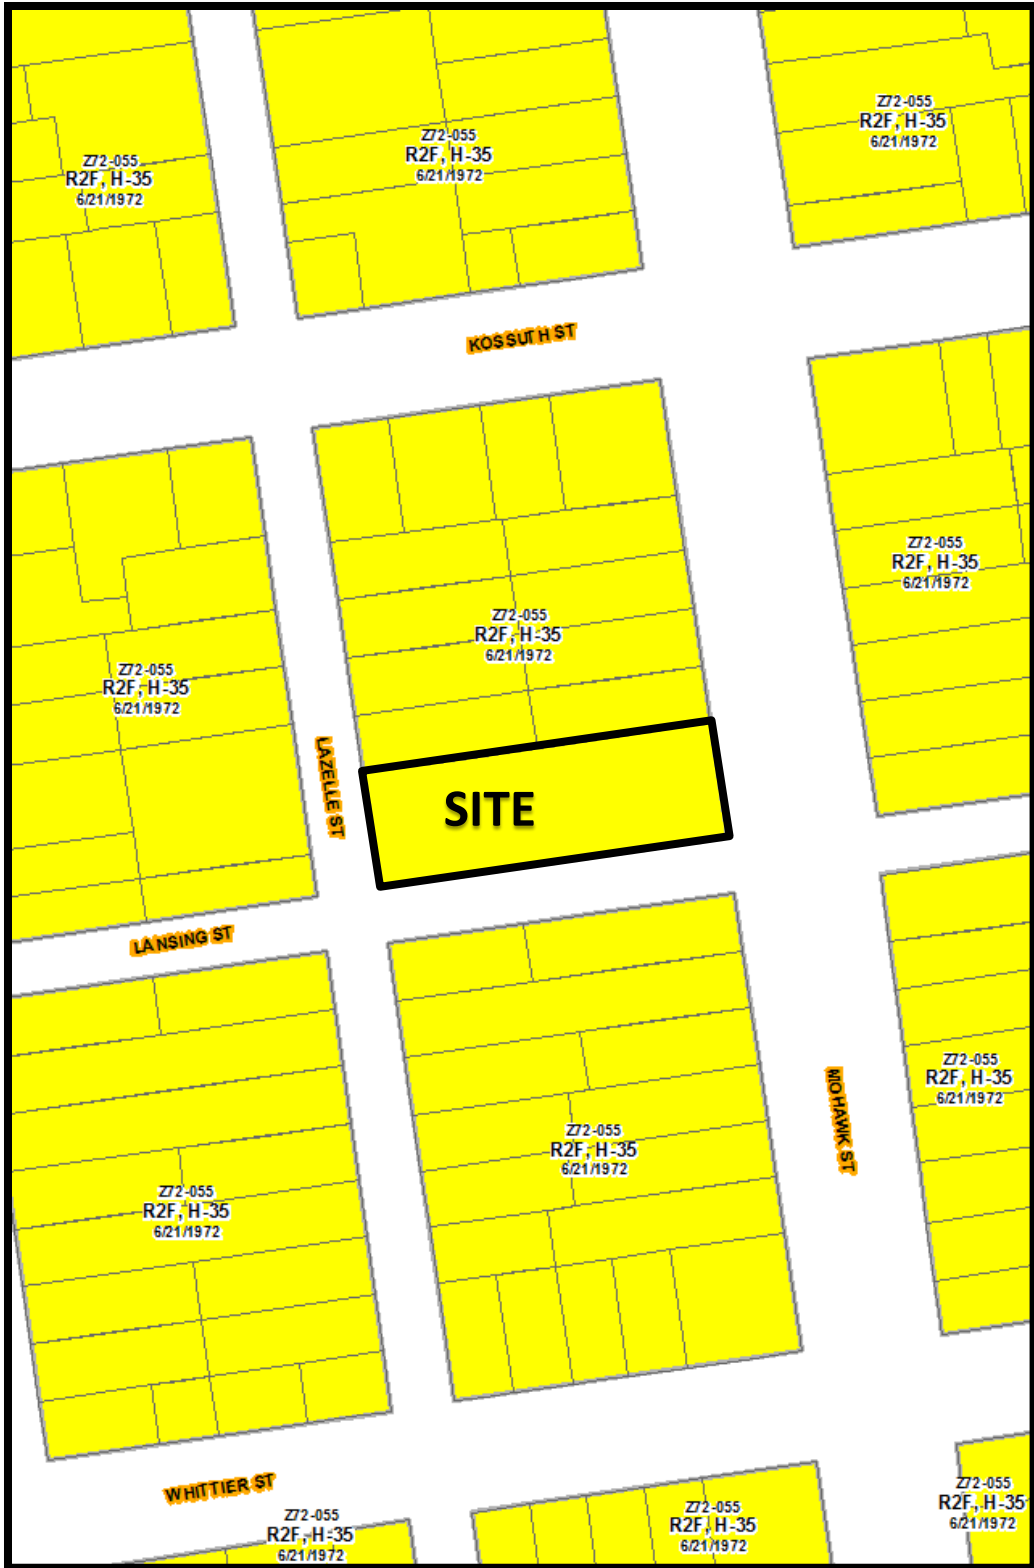 Z72-055
R2F, H-35
6/21/1972
Z72-055
R2F, H-35
6/21/1972
Z72-055
R2F, H-35
6/21/1972
KOSSUTH ST
Z72-055
R2F, H-35
6/21/1972
Z72-055
R2F, H-35
6/21/1972
Z72-055
R2F, H-35
6/21/1972
LAZELLE ST
SITE
LANSING ST
Z72-055
R2F, H-35
6/21/1972
MOHAWK ST
Z72-055
R2F, H-35
6/21/1972
Z72-055
R2F, H-35
6/21/1972
WHITTIER ST
Z72-055
R2F, H-35
6/21/1972
Z72-055
R2F, H-35
6/21/1972
Z72-055
R2F, H-35
6/21/1972